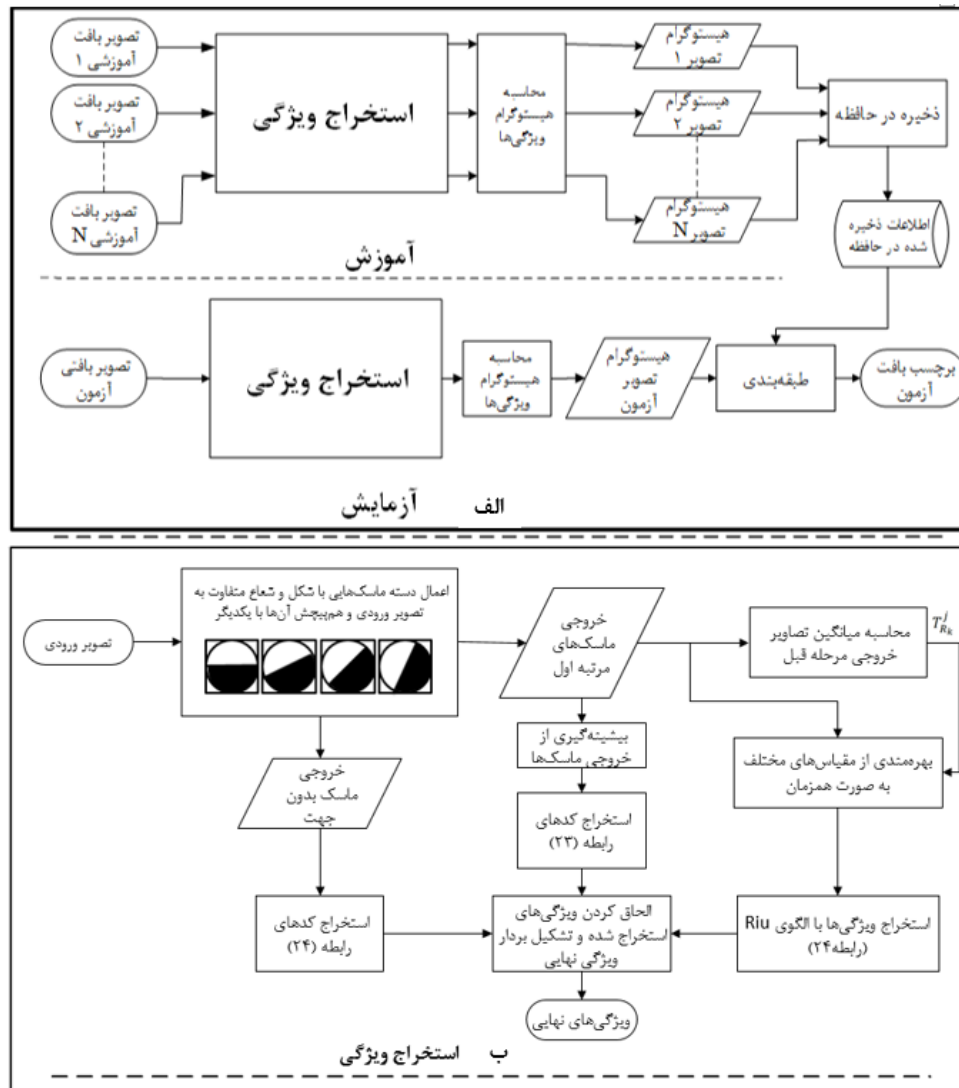 تصویر بافت
آموزشی ۱
تصویر بافت
آموزشی ۲
تصویر بافت
آموزشی N
استخراج ویژگی
محاسبه
هیستوگرام
ویژگی‌ها
هیستوگرام
تصویر ۱
هیستوگرام
تصویر ۲
هیستوگرام
تصویر N
ذخیره در حافظه
اطلاعات ذخیره
شده در حافظه
آموزش
تصویر بافتی
آزمون
استخراج ویژگی
محاسبه
هیستوگرام
ویژگی‌ها
هیستوگرام
تصویر
آزمون
طبقه‌بندی
برچسب بافت
آزمون
الف آزمایش
تصویر ورودی
اعمال دسته ماسک‌هایی با شکل و شعاع متفاوت به
تصویر ورودی و هم‌پیچش آن‌ها با یکدیگر
خروجی
ماسک‌های
مرتبه اول
محاسبه میانگین تصاویر
خروجی مرحله قبل
$T_{R_k}^{j}$
خروجی
ماسک بدون
جهت
بیشینه‌گیری از
خروجی ماسک‌ها
بهره‌مندی از مقیاس‌های مختلف
به صورت همزمان
استخراج کدهای
رابطه (۲۳)
استخراج کدهای
رابطه (۲۴)
الحاق کردن ویژگی‌های
استخراج شده و تشکیل بردار
ویژگی نهایی
استخراج ویژگی‌ها با الگوی Riu
(رابطه۲۴)
ویژگی‌های نهایی
ب استخراج ویژگی